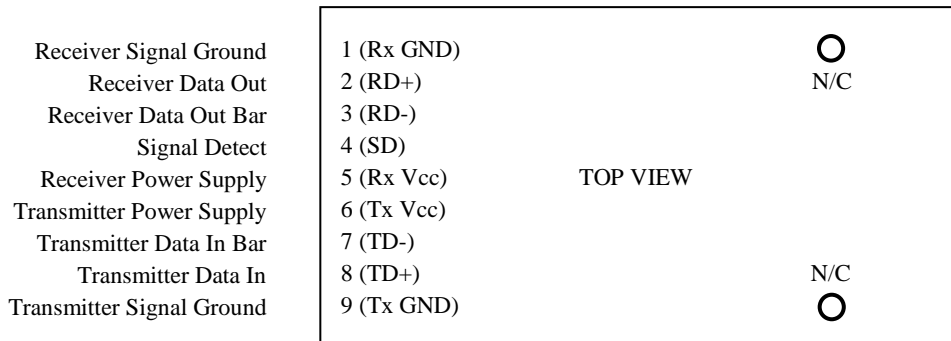 Receiver Signal Ground 1 (Rx GND)
Receiver Data Out 2 (RD+) N/C
Receiver Data Out Bar 3 (RD-)
Signal Detect 4 (SD)
Receiver Power Supply 5 (Rx Vcc) TOP VIEW
Transmitter Power Supply 6 (Tx Vcc)
Transmitter Data In Bar 7 (TD-)
Transmitter Data In 8 (TD+) N/C
Transmitter Signal Ground 9 (Tx GND)